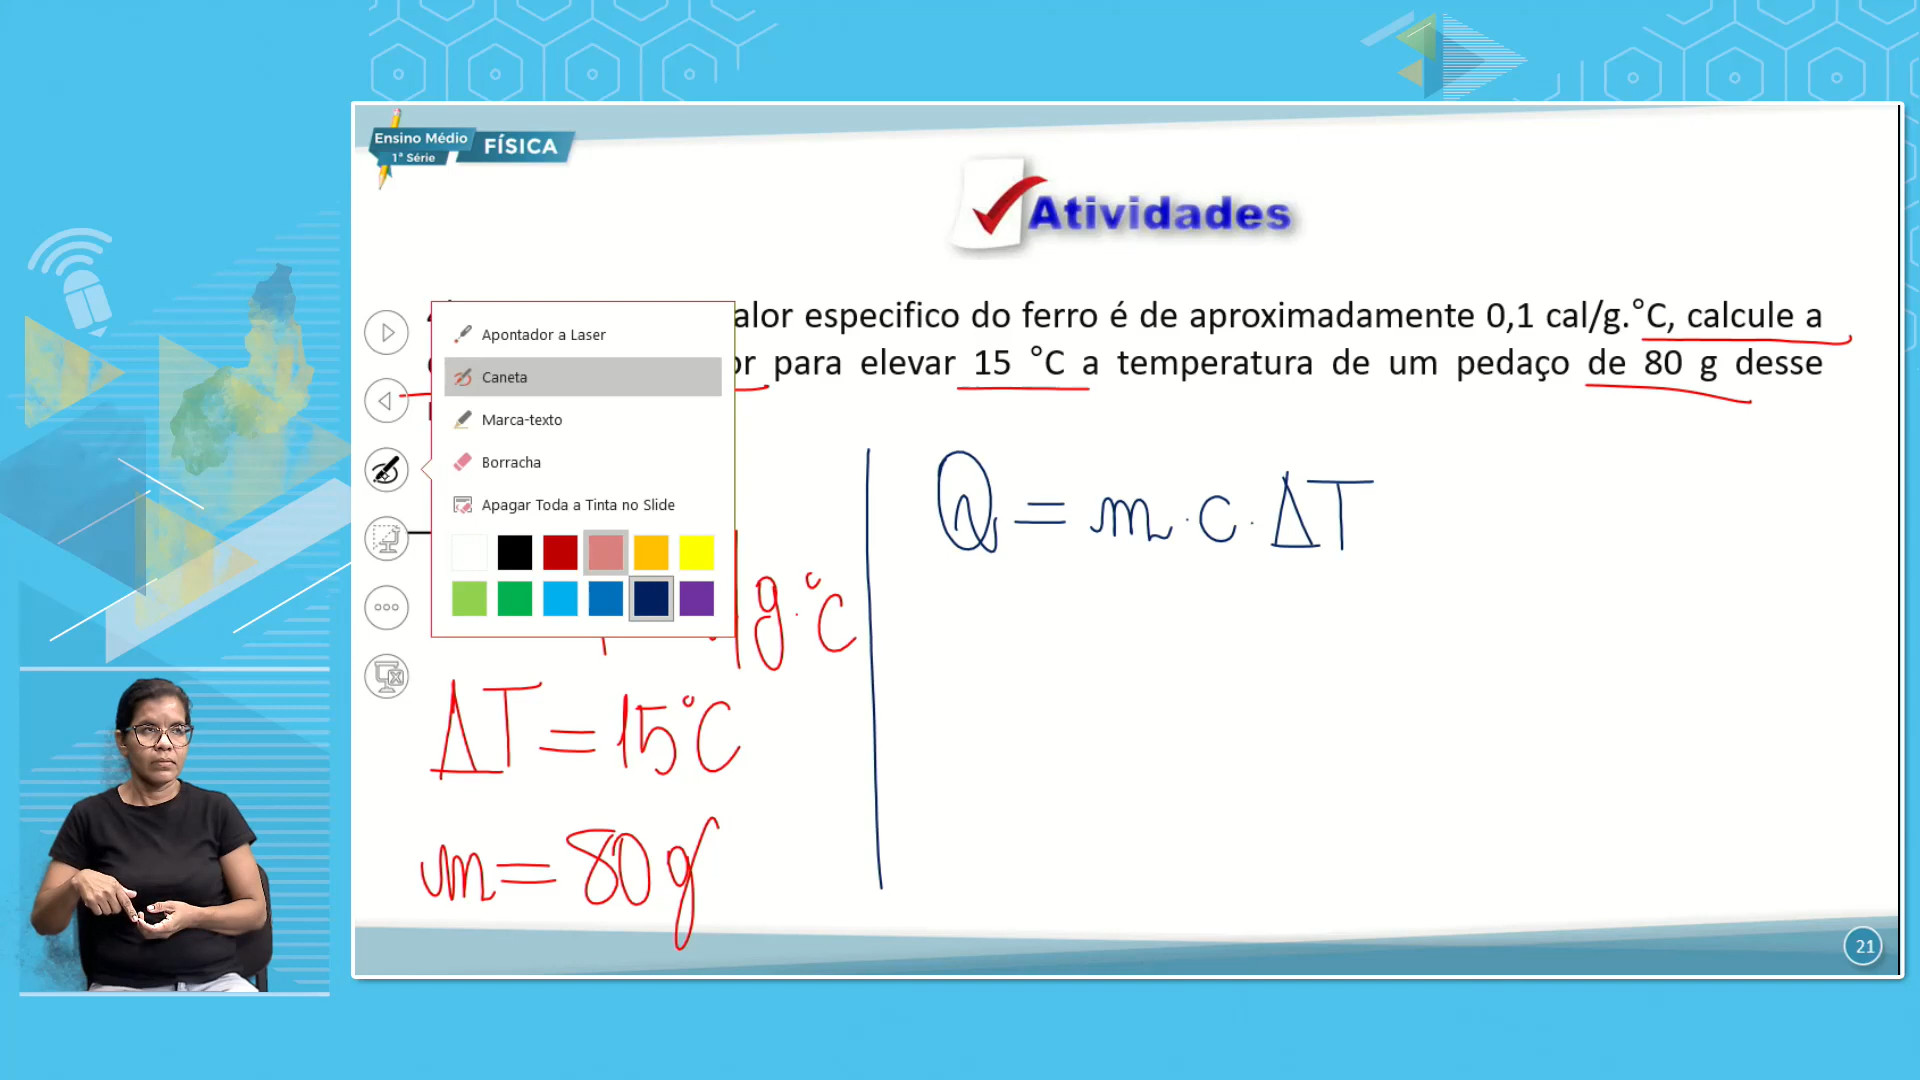 Ensino Médio
1ª Série
FÍSICA
Atividades
alor especifico do ferro é de aproximadamente 0,1 cal/g.°C, calcule a
or para elevar 15 °C a temperatura de um pedaço de 80 g desse
Apontador a Laser
Caneta
Marca-texto
Borracha
Apagar Toda a Tinta no Slide
Q = m · c · ΔT
g·°C
ΔT = 15°C
m = 80g
21